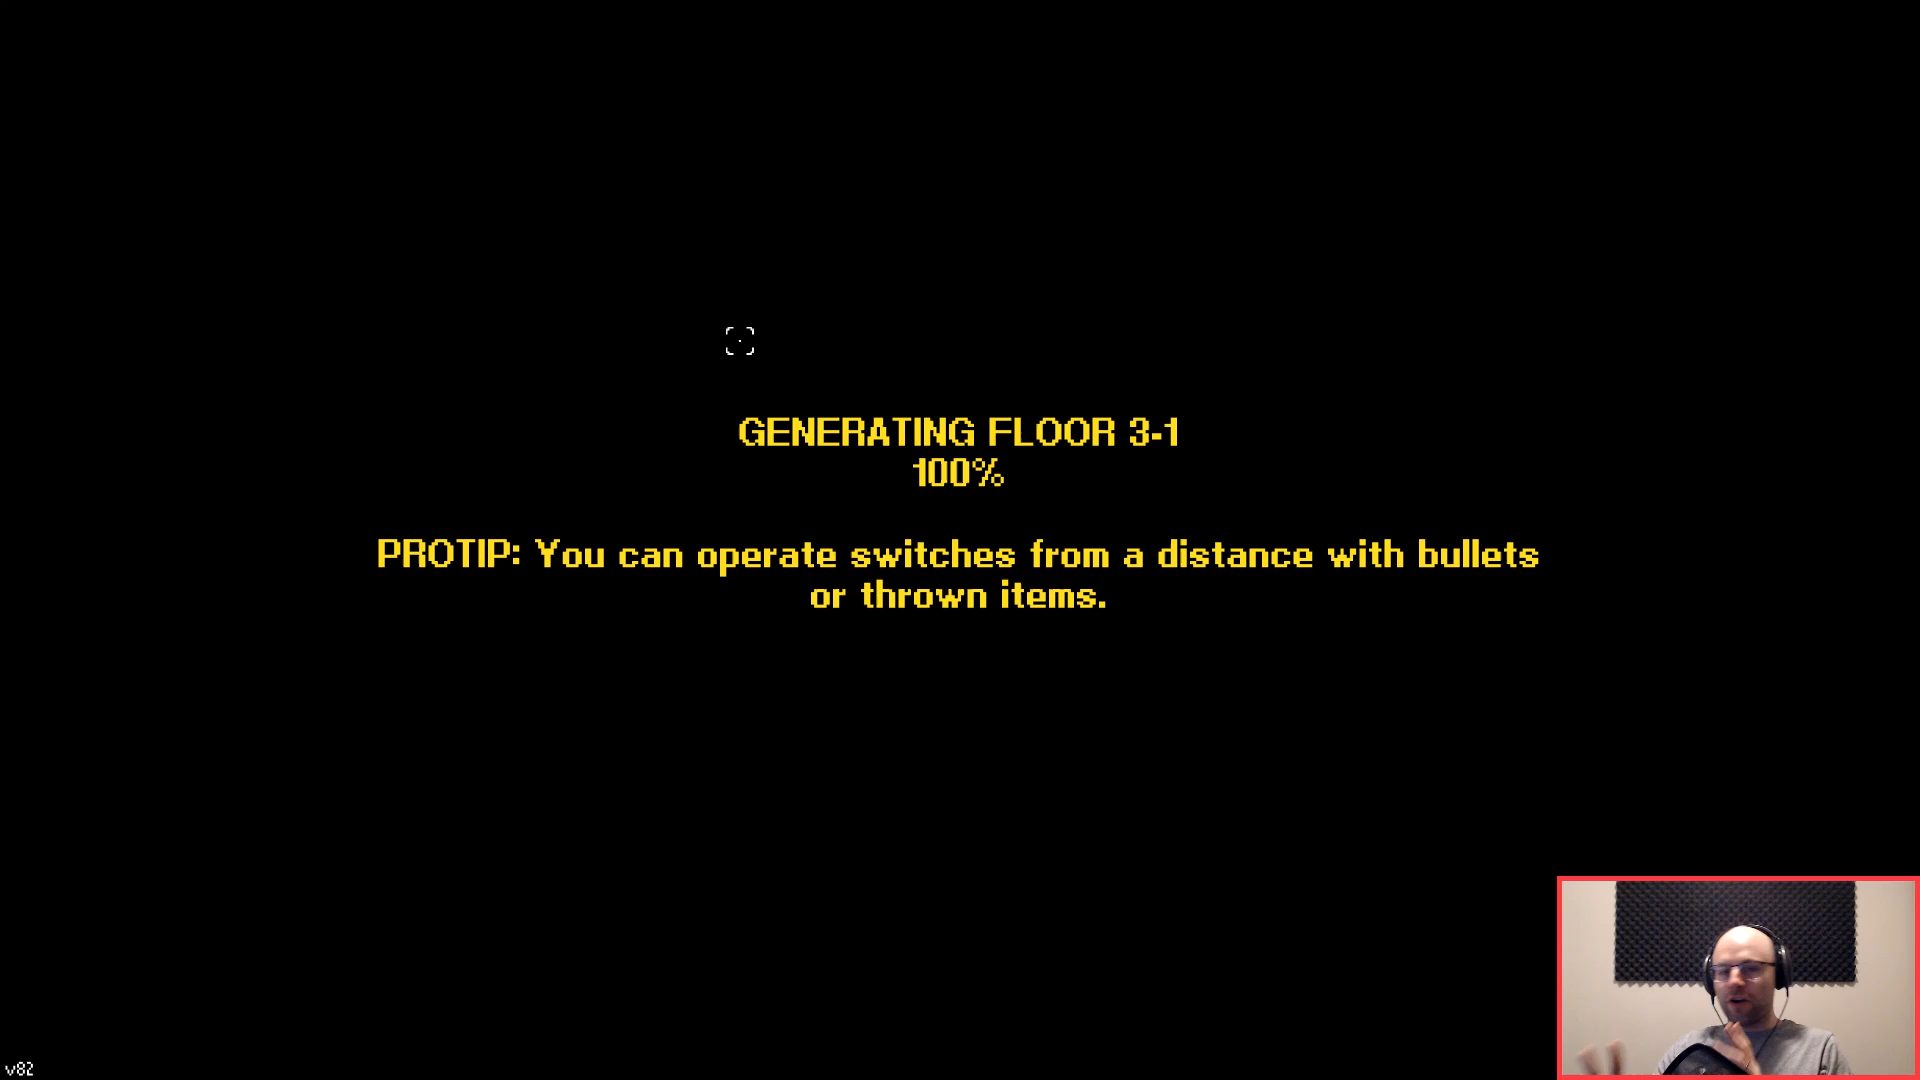 GENERATING FLOOR 3-1
100%
PROTIP: You can operate switches from a distance with bullets
or thrown items.
v82